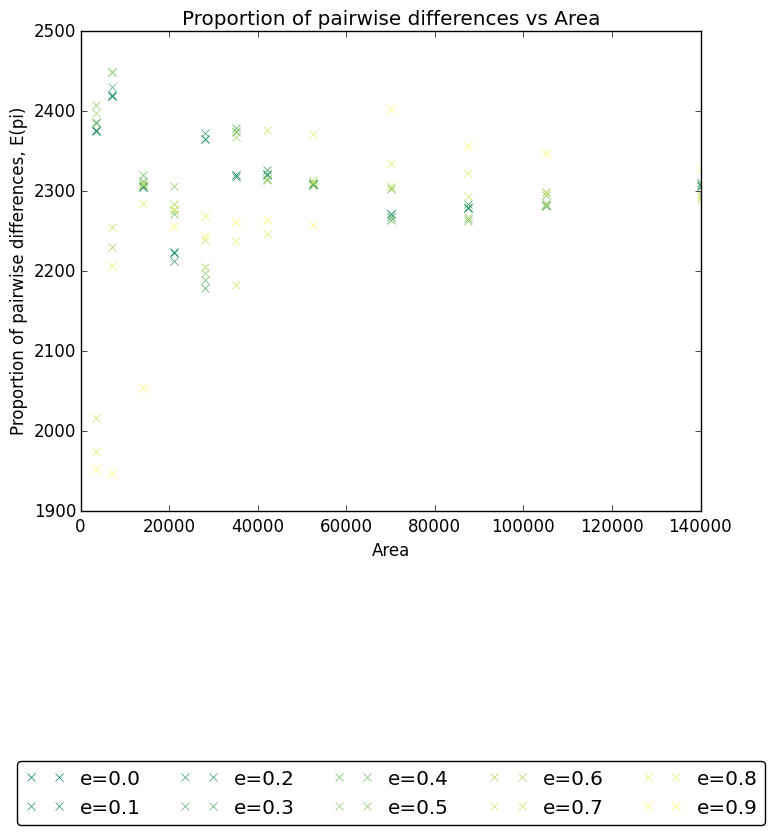 Proportion of pairwise differences vs Area
Proportion of pairwise differences, E(pi)
2500
2400
2300
2200
2100
2000
1900
0 20000 40000 60000 80000 100000 120000 140000
Area
e=0.0 e=0.2 e=0.4 e=0.6 e=0.8
e=0.1 e=0.3 e=0.5 e=0.7 e=0.9